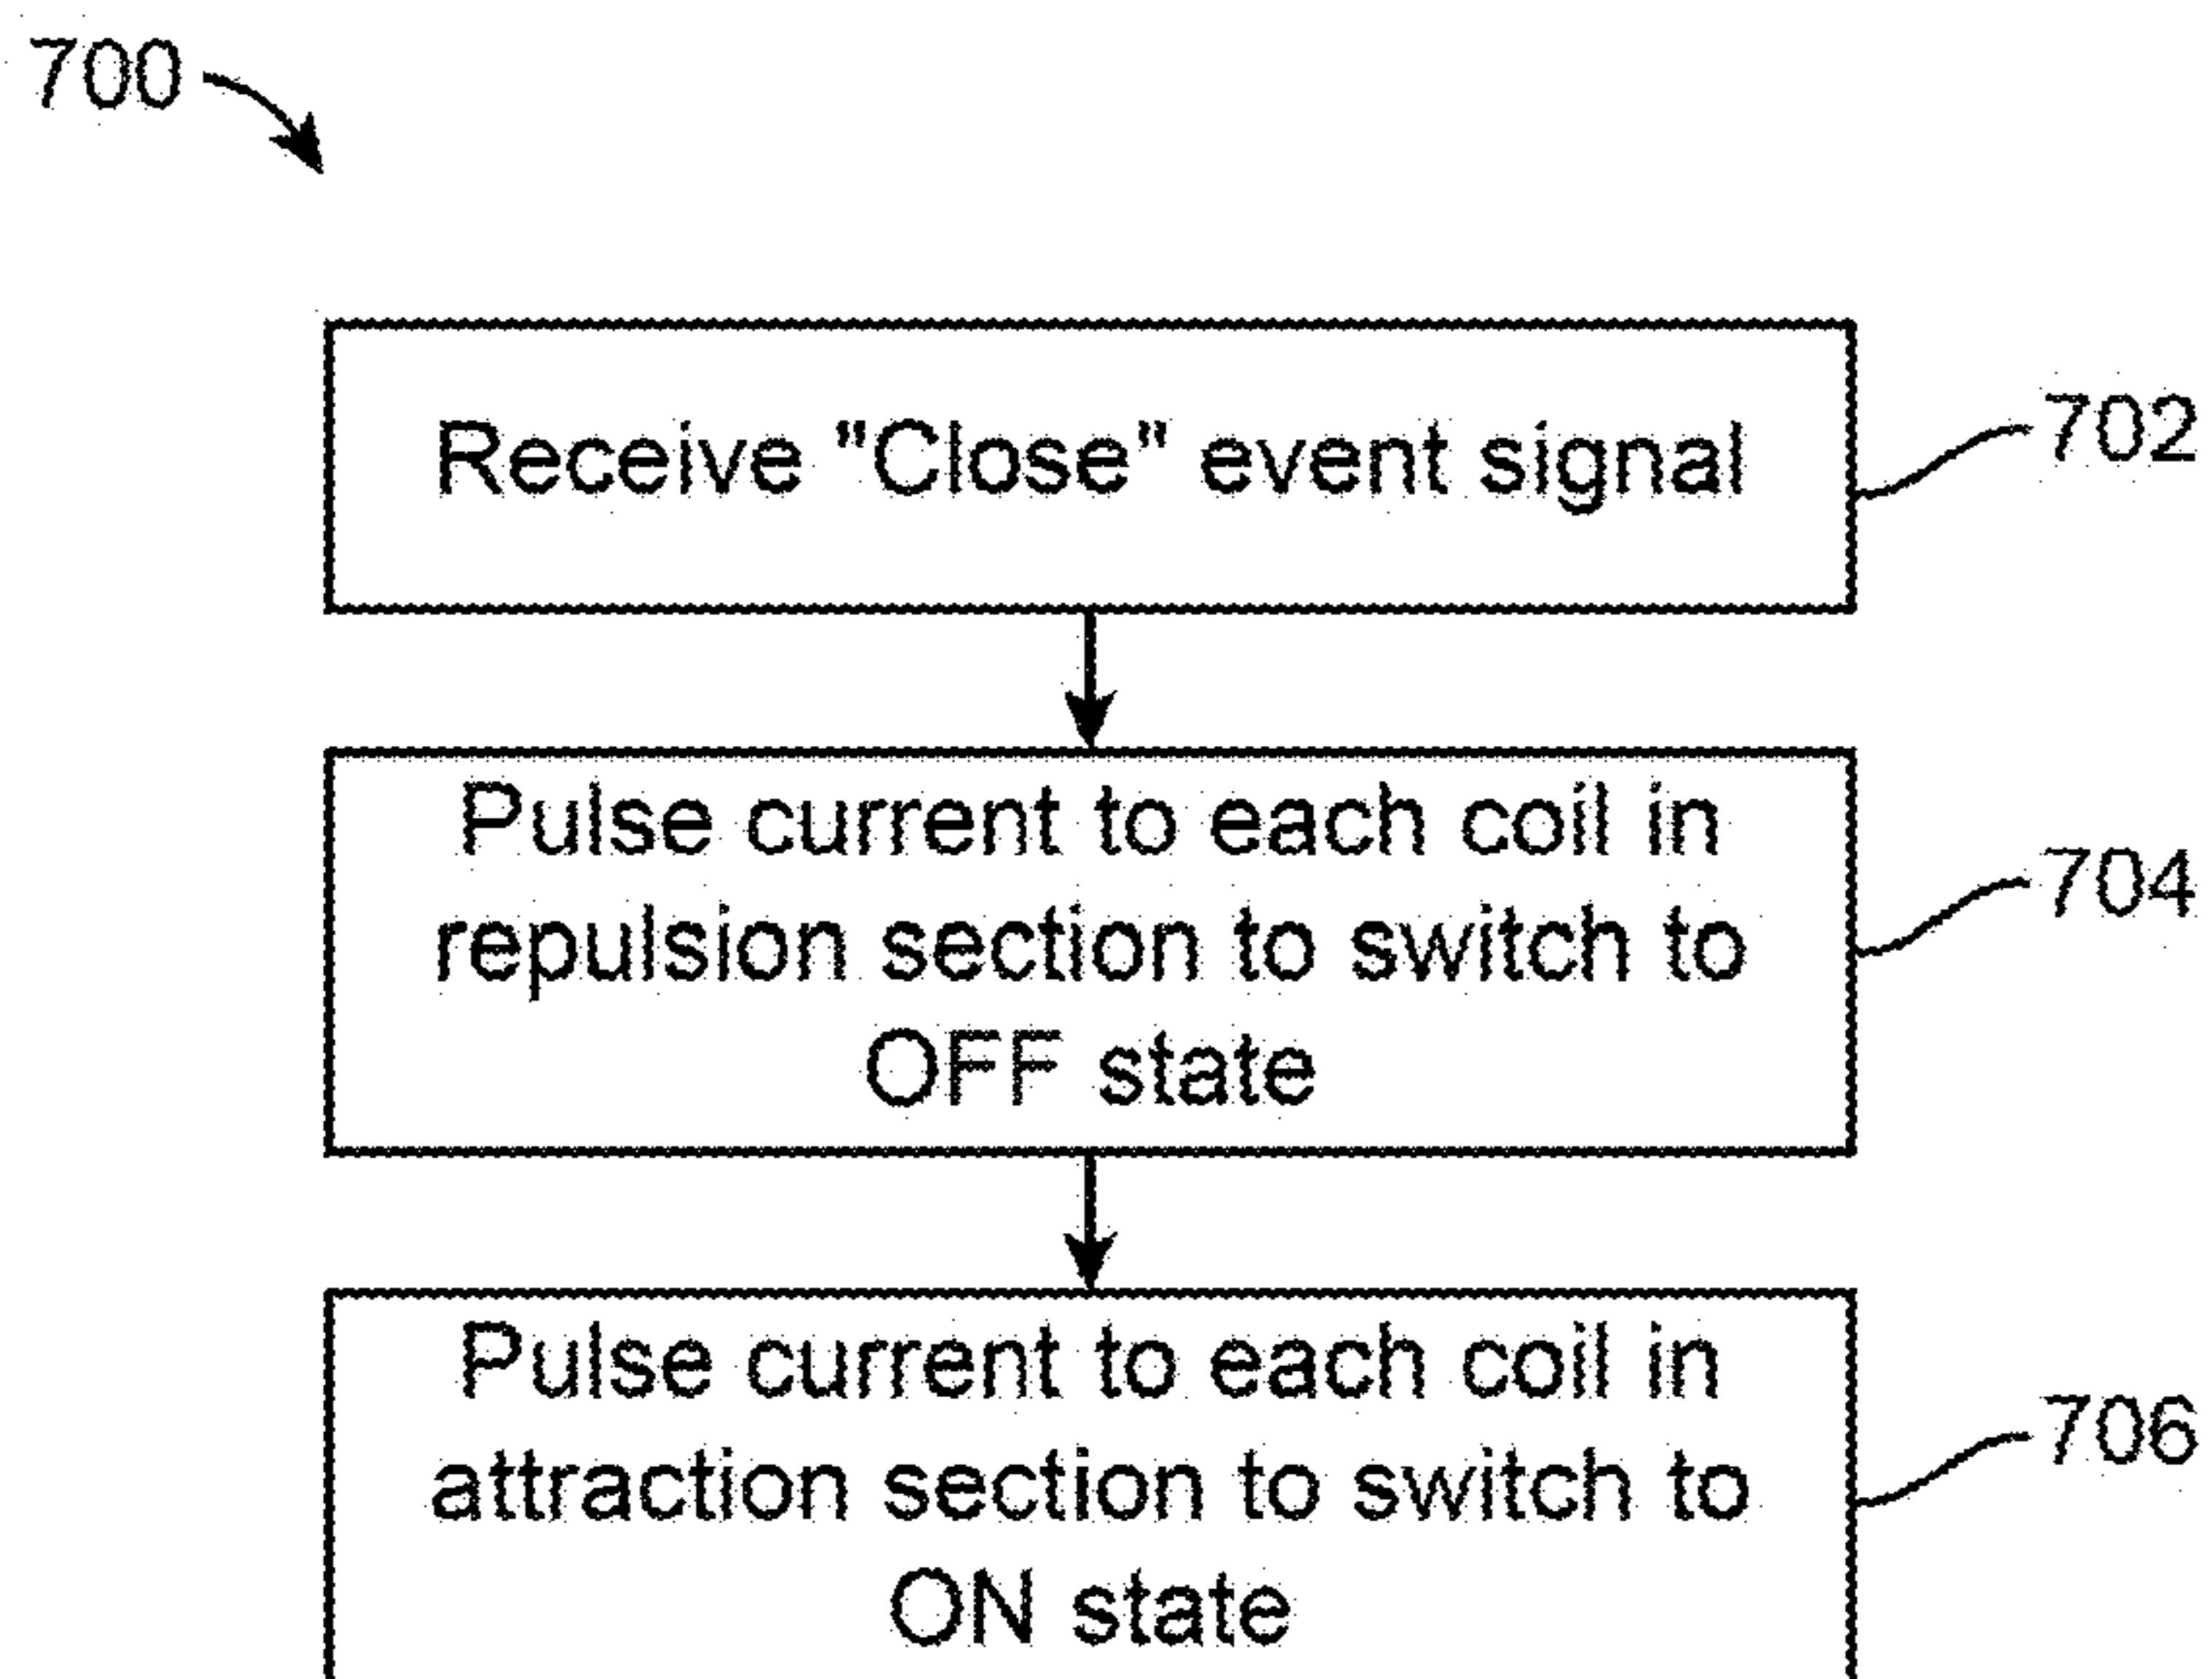 700
Receive "Close" event signal
702
Pulse current to each coil in
repulsion section to switch to
OFF state
704
Pulse current to each coil in
attraction section to switch to
ON state
706